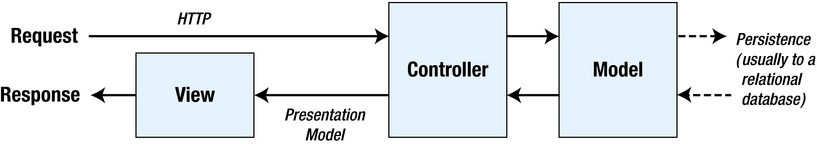 HTTP
Request
Controller
Model
Persistence
(usually to a
relational
database)
Response
View
Presentation
Model